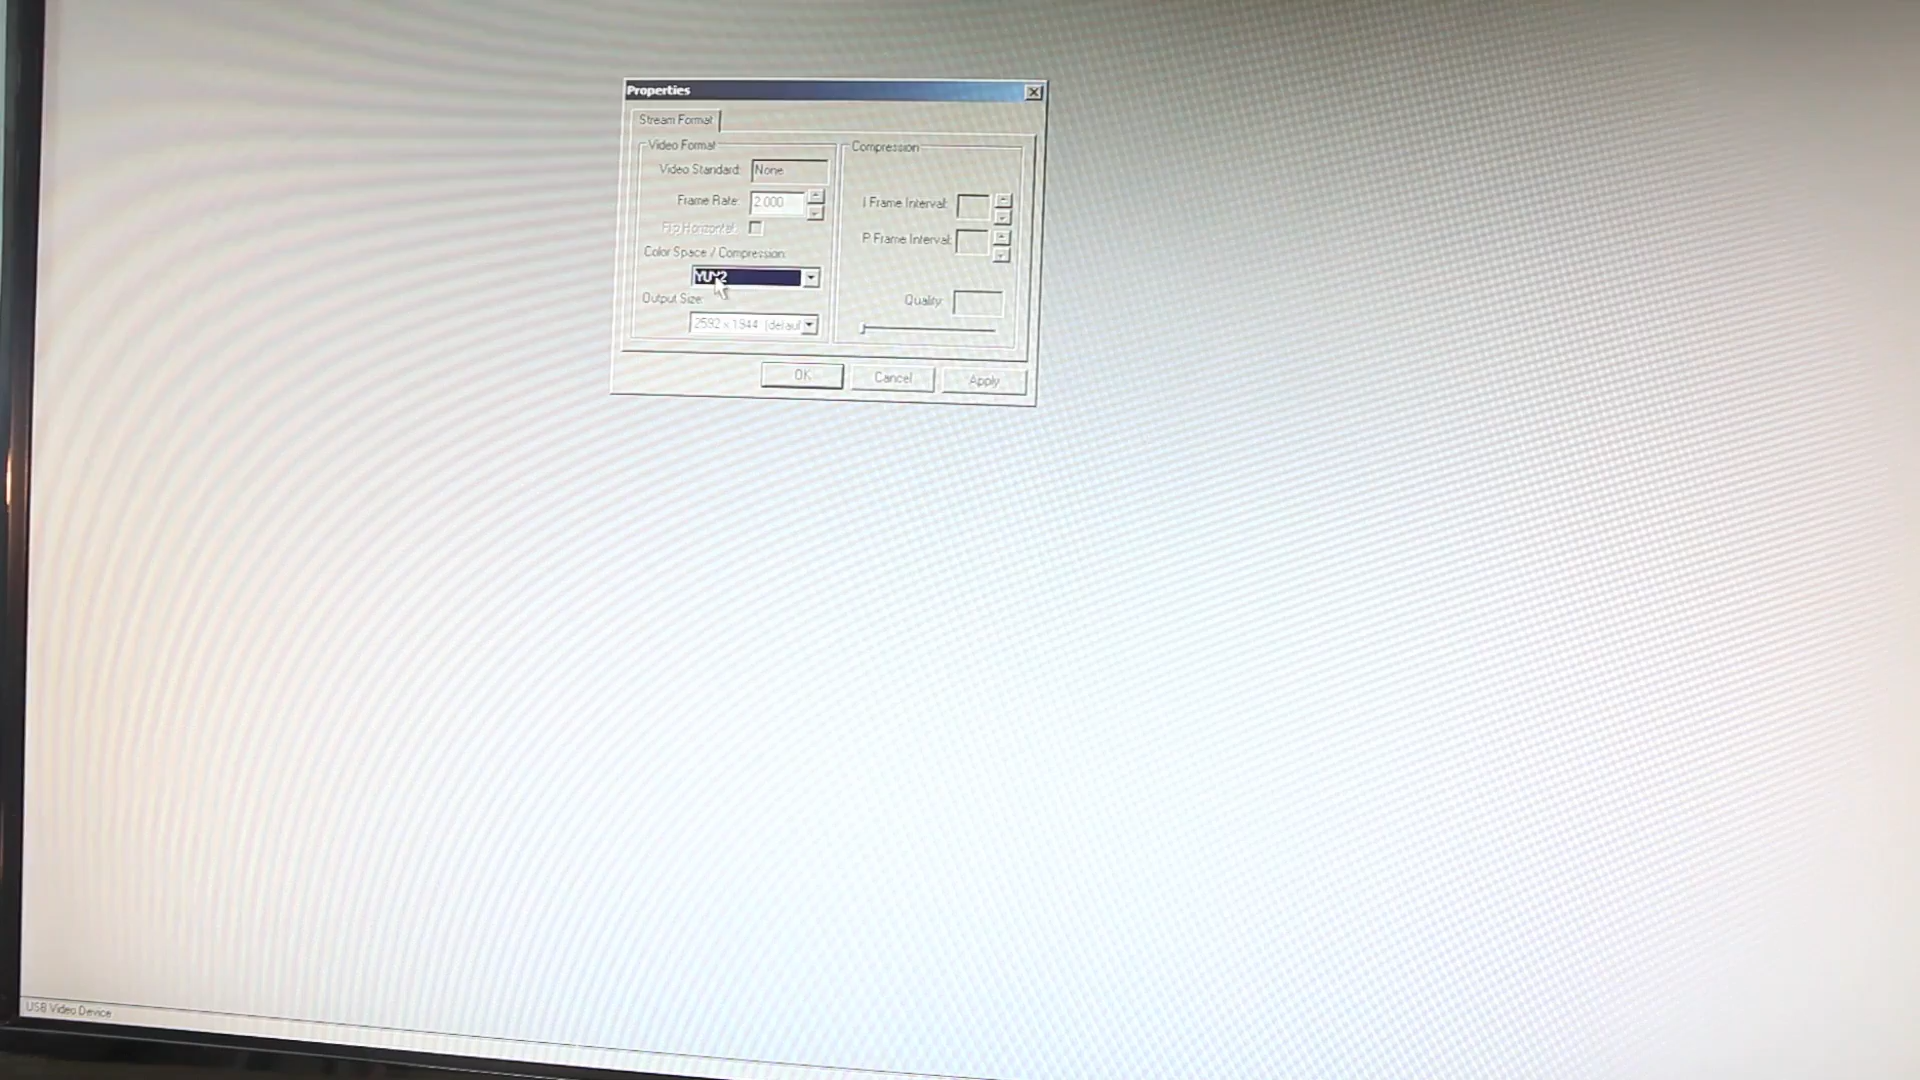 Properties
Stream Format
Video Format
Video Standard: None
Frame Rate: 2.000
Flip Horizontal:
Color Space / Compression:
YUY2
Output Size:
2592 x 1944 (defaul
Compression
I Frame Interval:
P Frame Interval:
Quality:
OK Cancel Apply
USB Video Device